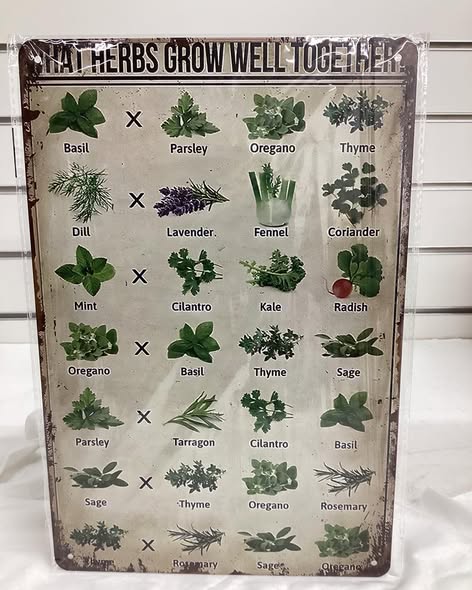 HAT HERBS GROW WELL TOGETHER
Basil X Parsley Oregano Thyme
Dill X Lavender. Fennel Coriander
Mint X Cilantro Kale Radish
Oregano X Basil Thyme Sage
Parsley X Tarragon Cilantro Basil
Sage X Thyme Oregano Rosemary
Thyme X Rosemary Sage Oregano